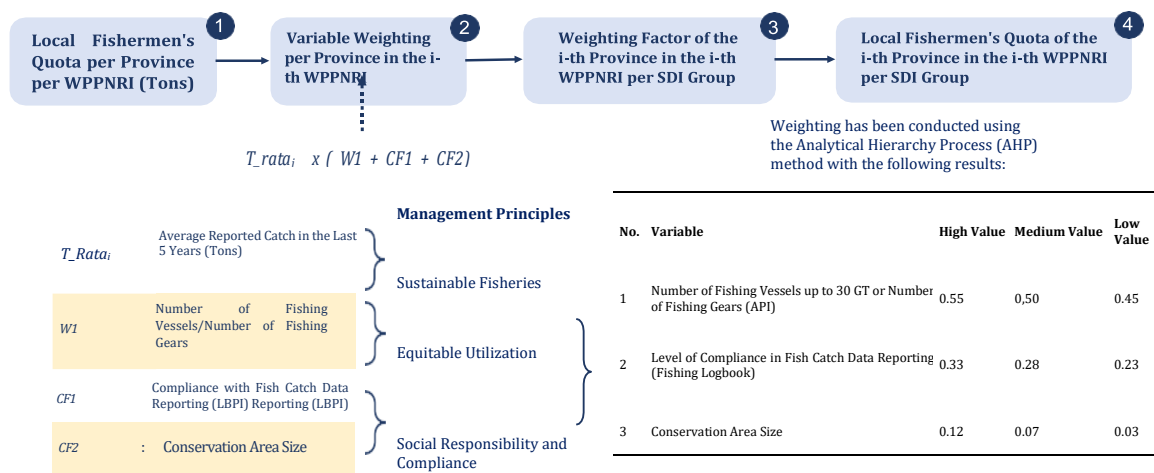 1
Local Fishermen's
Quota per Province
per WPPNRI (Tons)
2
Variable Weighting
per Province in the i-
th WPPNRI
3
Weighting Factor of the
i-th Province in the i-th
WPPNRI per SDI Group
4
Local Fishermen's Quota of the
i-th Province in the i-th WPPNRI
per SDI Group
T_rata i x ( W1 + CF1 + CF2)
Weighting has been conducted using
the Analytical Hierarchy Process (AHP)
method with the following results:
Management Principles
T_Rata i
Average Reported Catch in the Last
5 Years (Tons)
Sustainable Fisheries
W1
Number of Fishing
Vessels/Number of Fishing
Gears
Equitable Utilization
CF1
Compliance with Fish Catch Data
Reporting (LBPI) Reporting (LBPI)
CF2 : Conservation Area Size
Social Responsibility and
Compliance
No. Variable High Value Medium Value Low
Value
1 Number of Fishing Vessels up to 30 GT or Number
of Fishing Gears (API) 0.55 0,50 0.45
2 Level of Compliance in Fish Catch Data Reporting
(Fishing Logbook) 0.33 0.28 0.23
3 Conservation Area Size 0.12 0.07 0.03